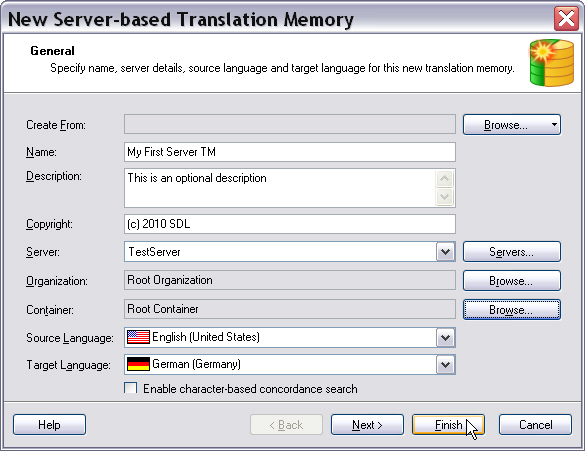 New Server-based Translation Memory
General
Specify name, server details, source language and target language for this new translation memory.
Create From:
Browse...
Name: My First Server TM
Description: This is an optional description
Copyright: (c) 2010 SDL
Server: TestServer Servers...
Organization: Root Organization Browse...
Container: Root Container Browse...
Source Language: English (United States)
Target Language: German (Germany)
Enable character-based concordance search
Help < Back Next > Finish Cancel